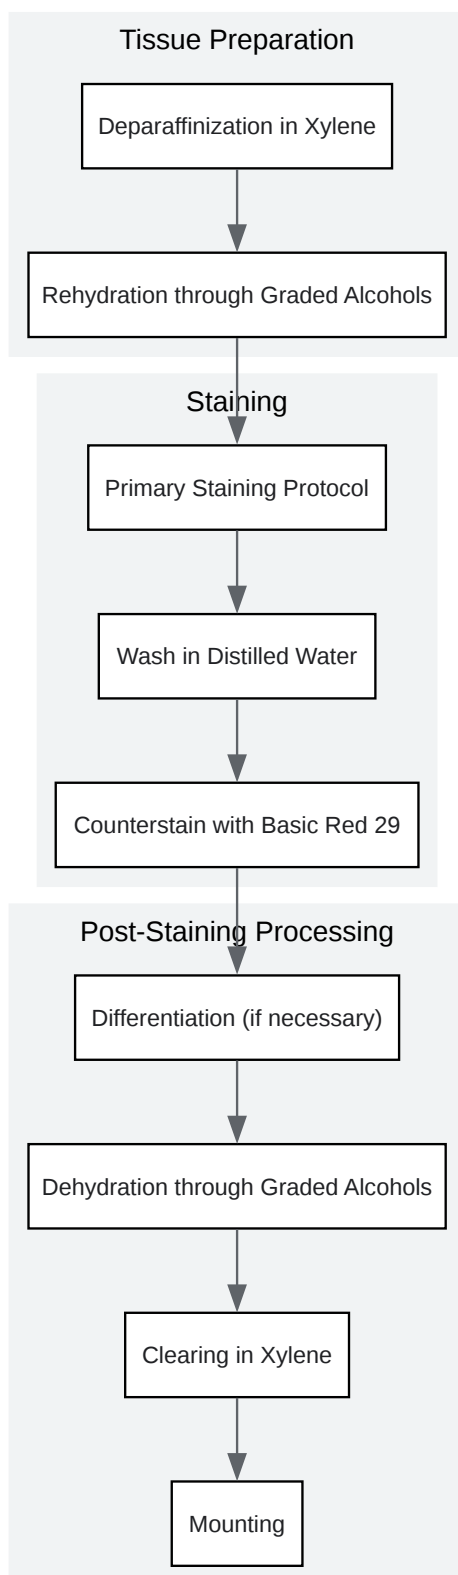 Tissue Preparation
Deparaffinization in Xylene
Rehydration through Graded Alcohols
Staining
Primary Staining Protocol
Wash in Distilled Water
Counterstain with Basic Red 29
Post-Staining Processing
Differentiation (if necessary)
Dehydration through Graded Alcohols
Clearing in Xylene
Mounting